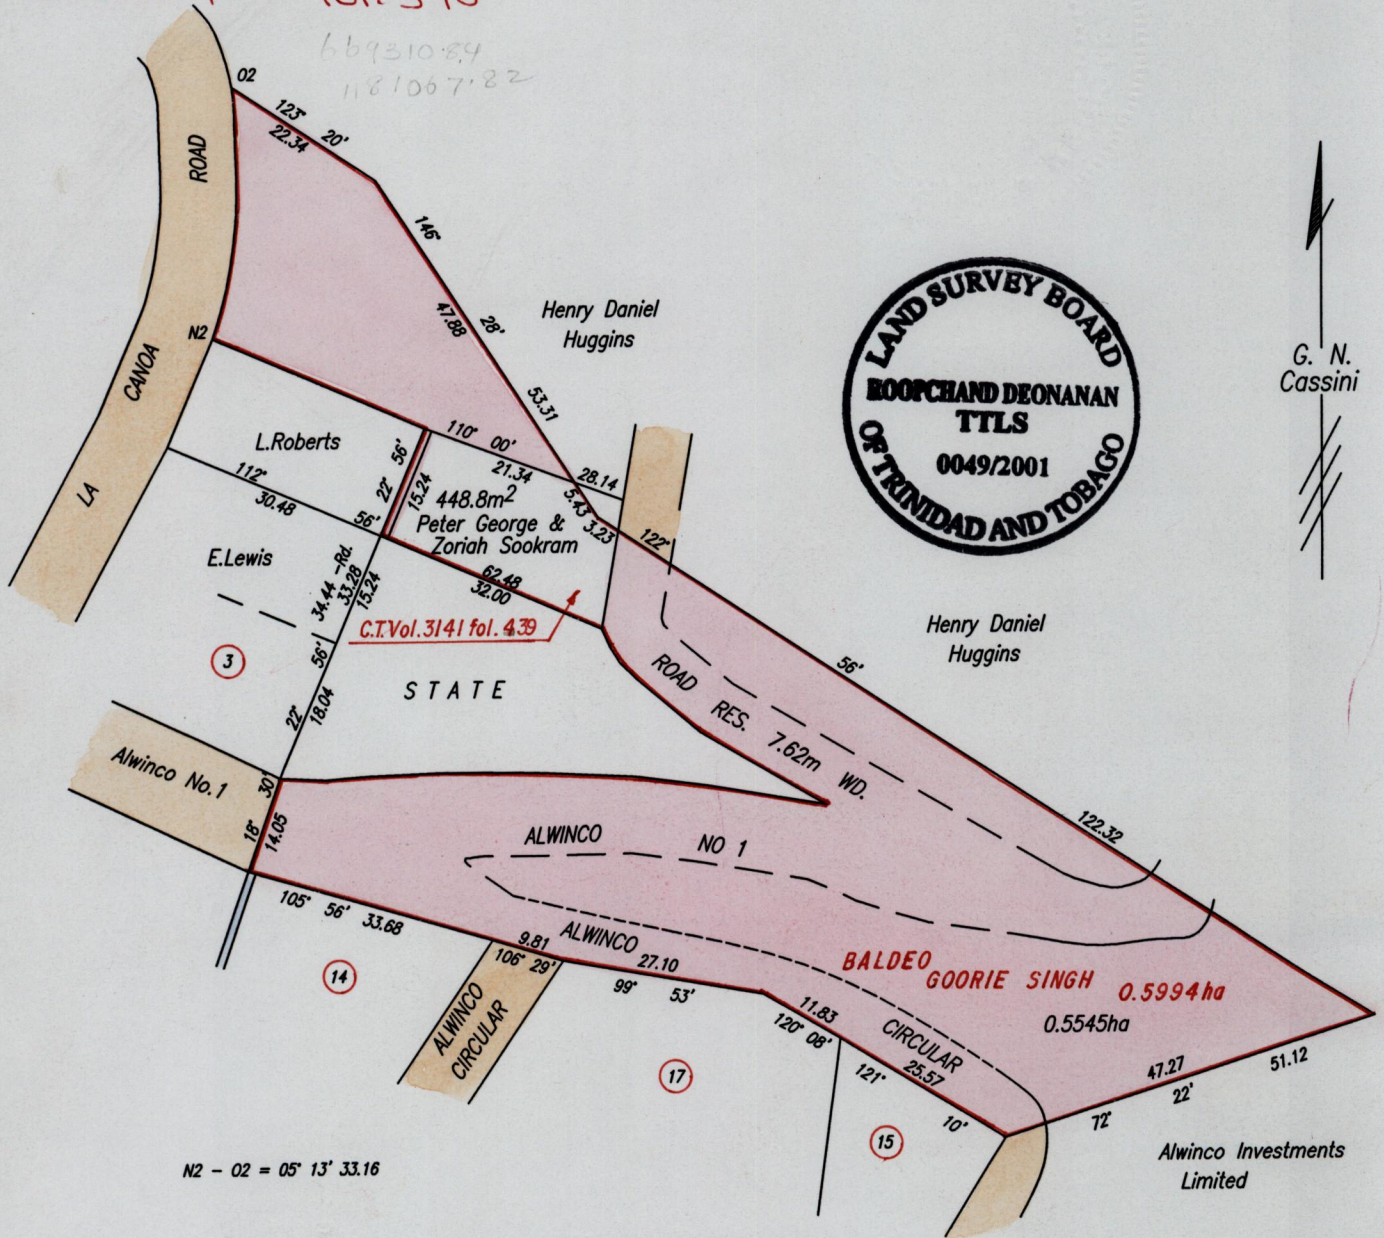 669310.84
1181067.82
O2
123° 20'
22.34
ROAD
146° 28'
47.88
53.31
Henry Daniel
Huggins
N2
CANOA
LA
L.Roberts
112° 56'
30.48
22° 56'
15.24
110° 00'
21.34
28.14
5.43
3.23
448.8m²
Peter George &
Zoriah Sookram
62.48
32.00
E.Lewis
34.44 -Rd.
33.28
15.24
C.T.Vol.3141 fol.439
3
STATE
22° 56'
18.04
122° 56'
122.32
ROAD RES. 7.62m WD.
Henry Daniel
Huggins
LAND SURVEY BOARD
ROOPCHAND DEONANAN
TTLS
0049/2001
OF TRINIDAD AND TOBAGO
G. N.
Cassini
Alwinco No.1
18° 30'
14.05
ALWINCO NO 1
105° 56' 33.68
14
9.81
106° 29'
ALWINCO
CIRCULAR
ALWINCO
27.10
99° 53'
17
11.83
120° 08'
CIRCULAR
25.57
121° 10'
15
BALDEO
GOORIE SINGH 0.5994ha
0.5545ha
47.27
51.12
72° 22'
Alwinco Investments
Limited
N2 - O2 = 05° 13' 33.16